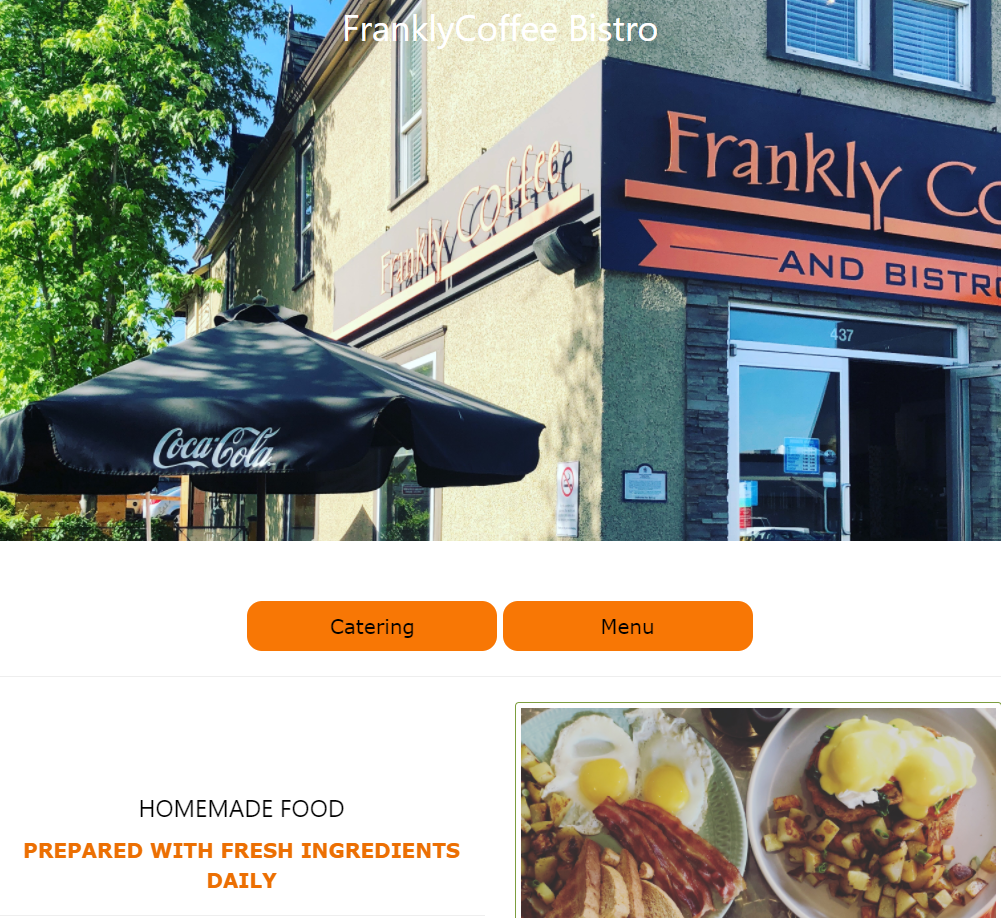 FranklyCoffee Bistro
Frankly Coffee
Frankly Co
AND BISTRO
437
Coca-Cola
Catering
Menu
HOMEMADE FOOD
PREPARED WITH FRESH INGREDIENTS
DAILY